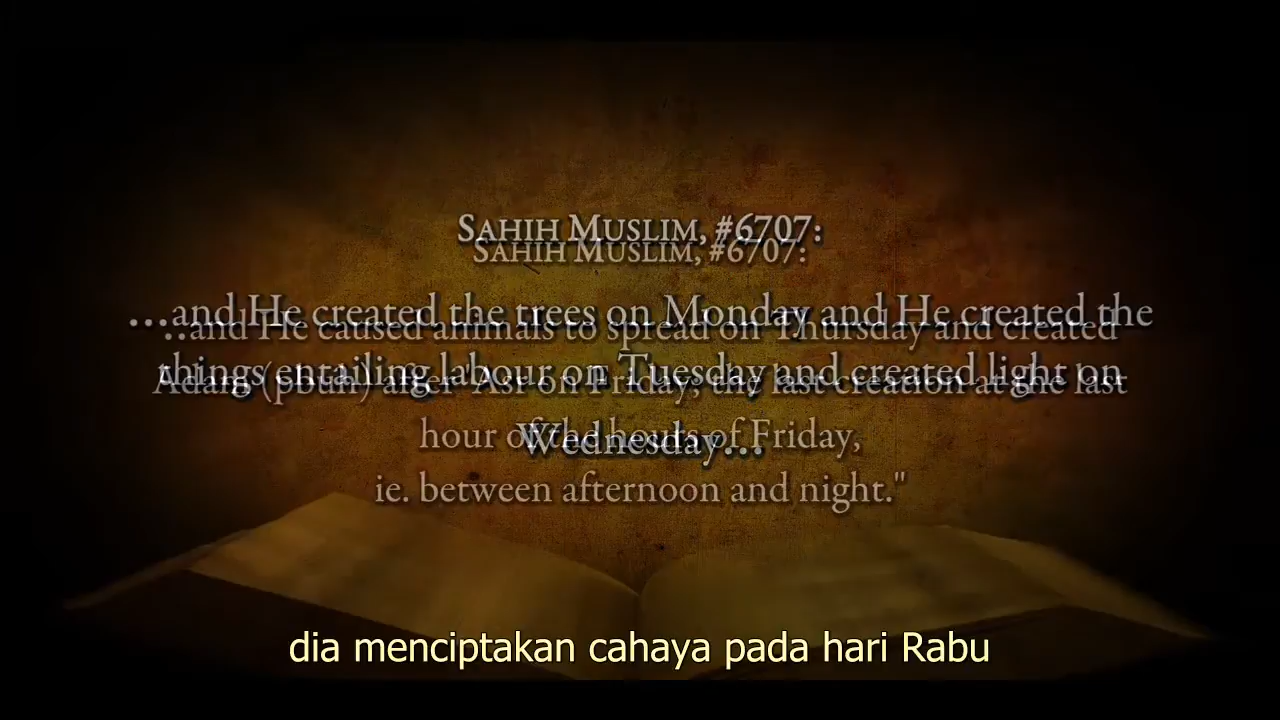 SAHIH MUSLIM, #6707:
…and He created the trees on Monday and He created the
things entailing labour on Tuesday and created light on
Wednesday…
SAHIH MUSLIM, #6707:
..and He caused animals to spread on Thursday and created
Adam (pbuh) after 'Asr on Friday; the last creation at the last
hour of the hours of Friday,
ie. between afternoon and night."
dia menciptakan cahaya pada hari Rabu